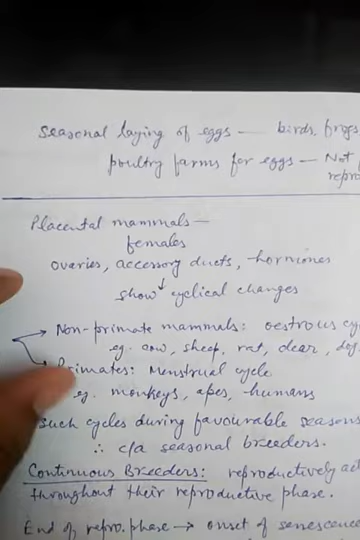 Seasonal laying of eggs — birds, frogs
poultry farms for eggs — Not
repro
Placental mammals —
females
ovaries, accessory ducts, hormones
show cyclical changes
→ Non-primate mammals: oestrous cy
eg. cow, sheep, rat, dear, dog
Primates: Menstrual cycle
eg. monkeys, apes, humans
such cycles during favourable seasons
∴ c/a seasonal breeders.
Continuous Breeders: reproductively act
throughout their reproductive phase.
End of repro. phase → onset of senescence